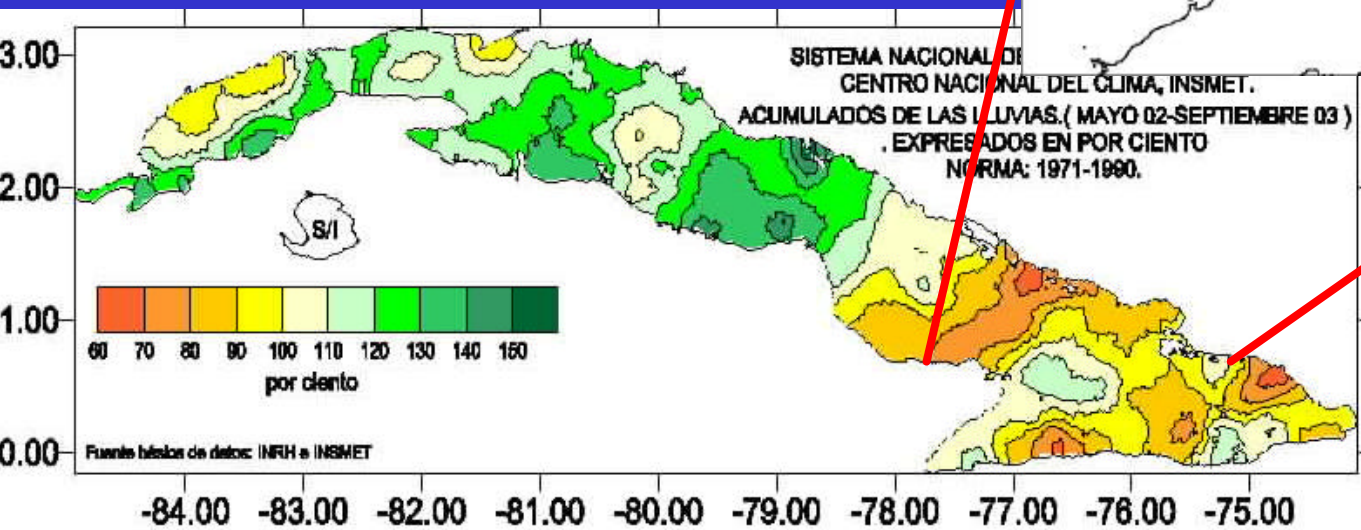 SISTEMA NACIONAL DE
CENTRO NACIONAL DEL CLIMA, INSMET.
ACUMULADOS DE LAS LLUVIAS.( MAYO 02-SEPTIEMBRE 03 )
. EXPRESADOS EN POR CIENTO
NORMA: 1971-1990.
3.00
2.00
1.00
0.00
S/I
60 70 80 90 100 110 120 130 140 150
por ciento
Fuente básica de datos: INRH e INSMET
-84.00 -83.00 -82.00 -81.00 -80.00 -79.00 -78.00 -77.00 -76.00 -75.00